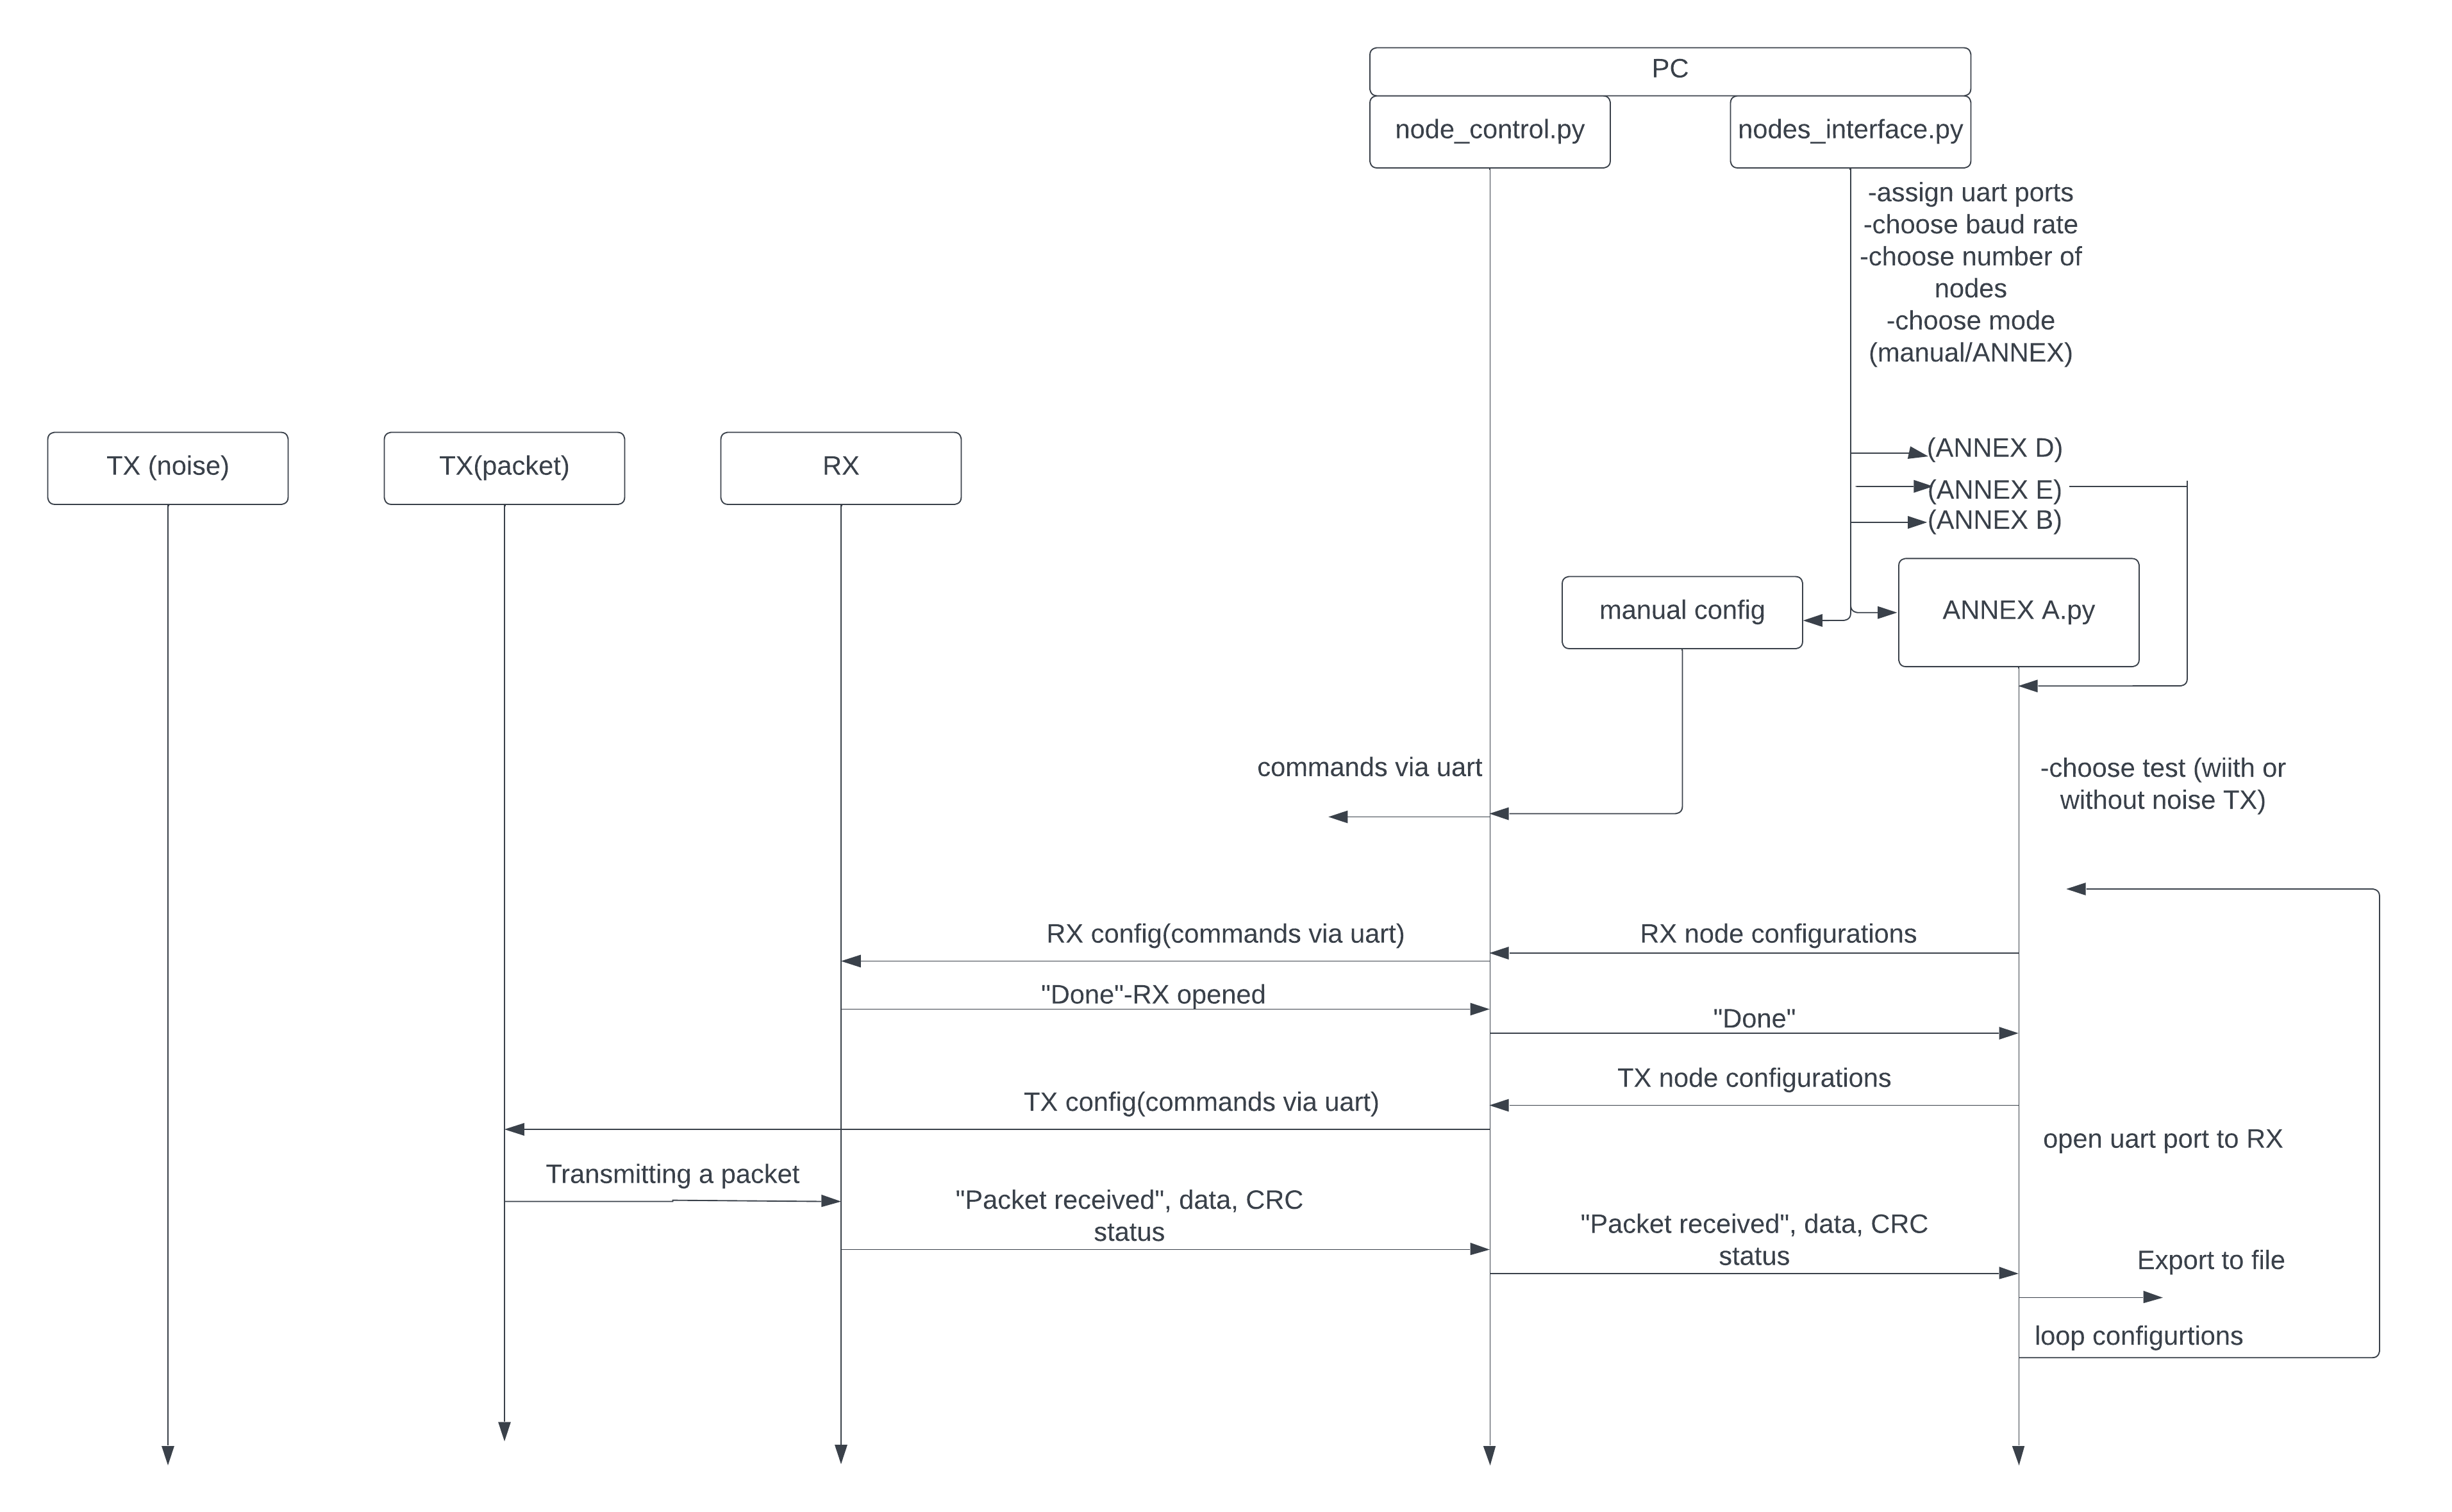 PC
node_control.py
nodes_interface.py
-assign uart ports
-choose baud rate
-choose number of
nodes
-choose mode
(manual/ANNEX)
TX (noise)
TX(packet)
RX
(ANNEX D)
(ANNEX E)
(ANNEX B)
manual config
ANNEX A.py
commands via uart
-choose test (wiith or
without noise TX)
RX config(commands via uart)
RX node configurations
"Done"-RX opened
"Done"
TX node configurations
TX config(commands via uart)
open uart port to RX
Transmitting a packet
"Packet received", data, CRC
status
"Packet received", data, CRC
status
Export to file
loop configurtions